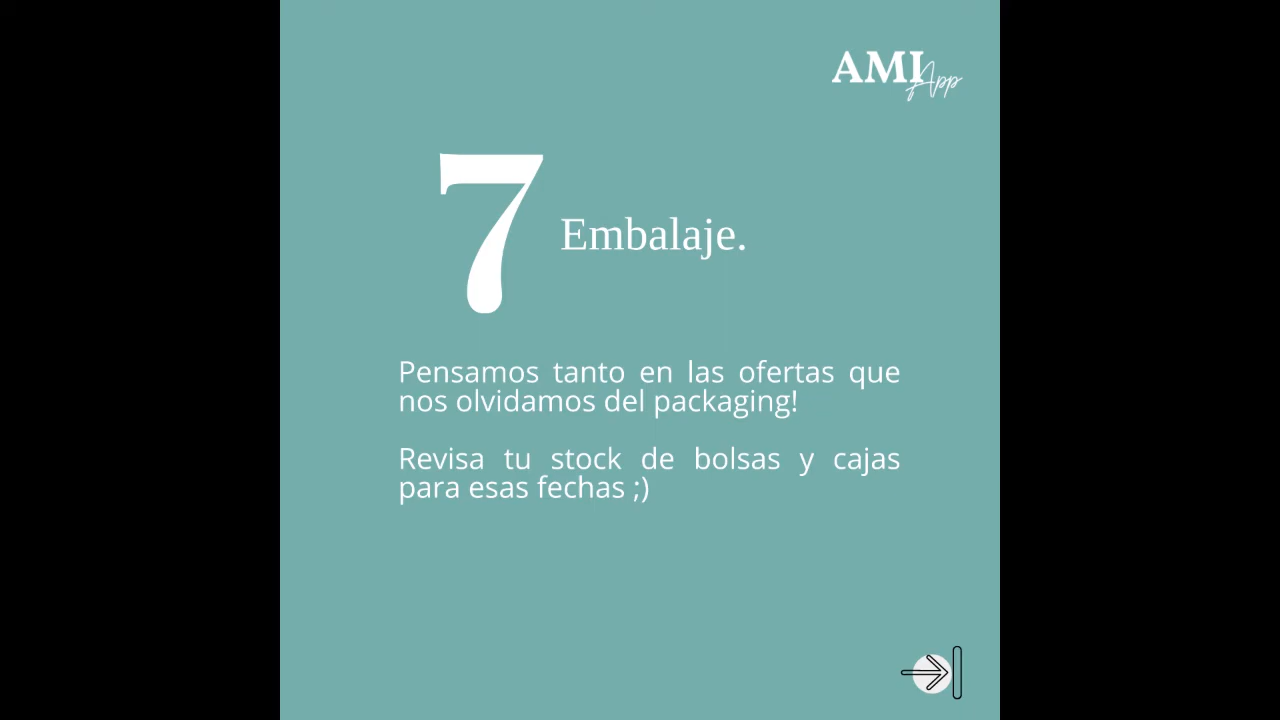 AMI App
7 Embalaje.
Pensamos tanto en las ofertas que
nos olvidamos del packaging!
Revisa tu stock de bolsas y cajas
para esas fechas ;)